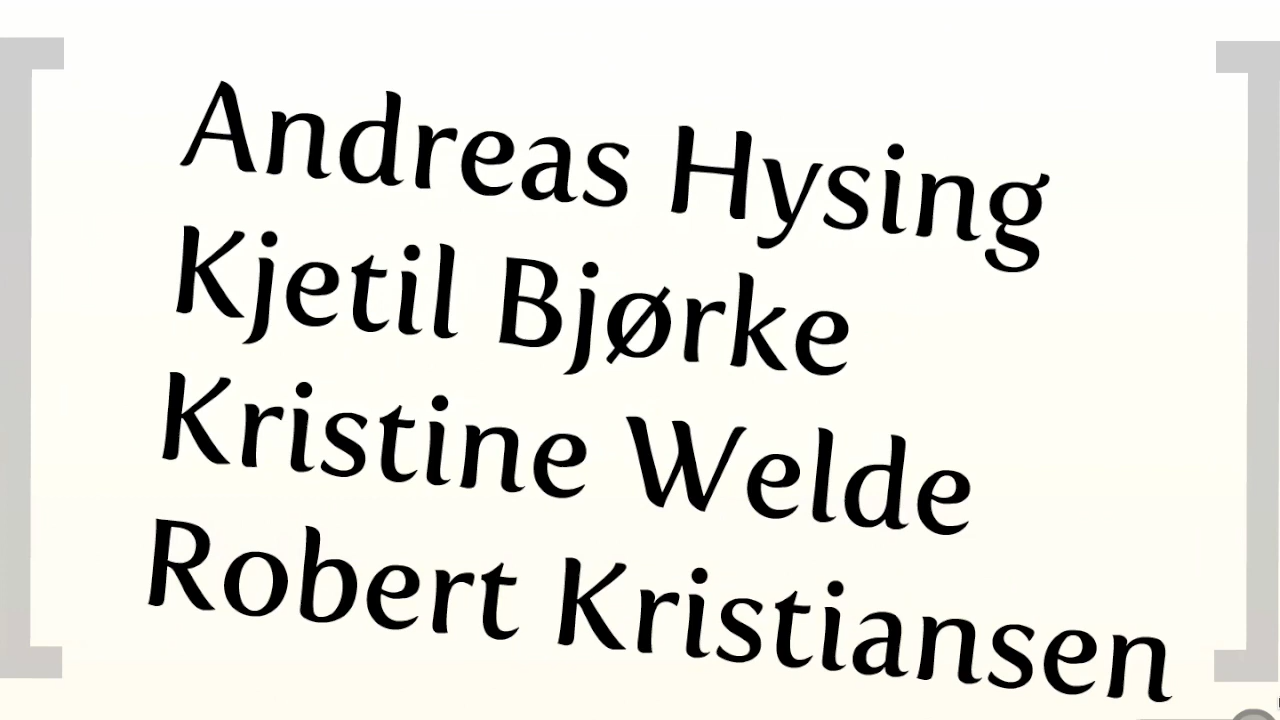 Andreas Hysing
Kjetil Bjørke
Kristine Welde
Robert Kristiansen